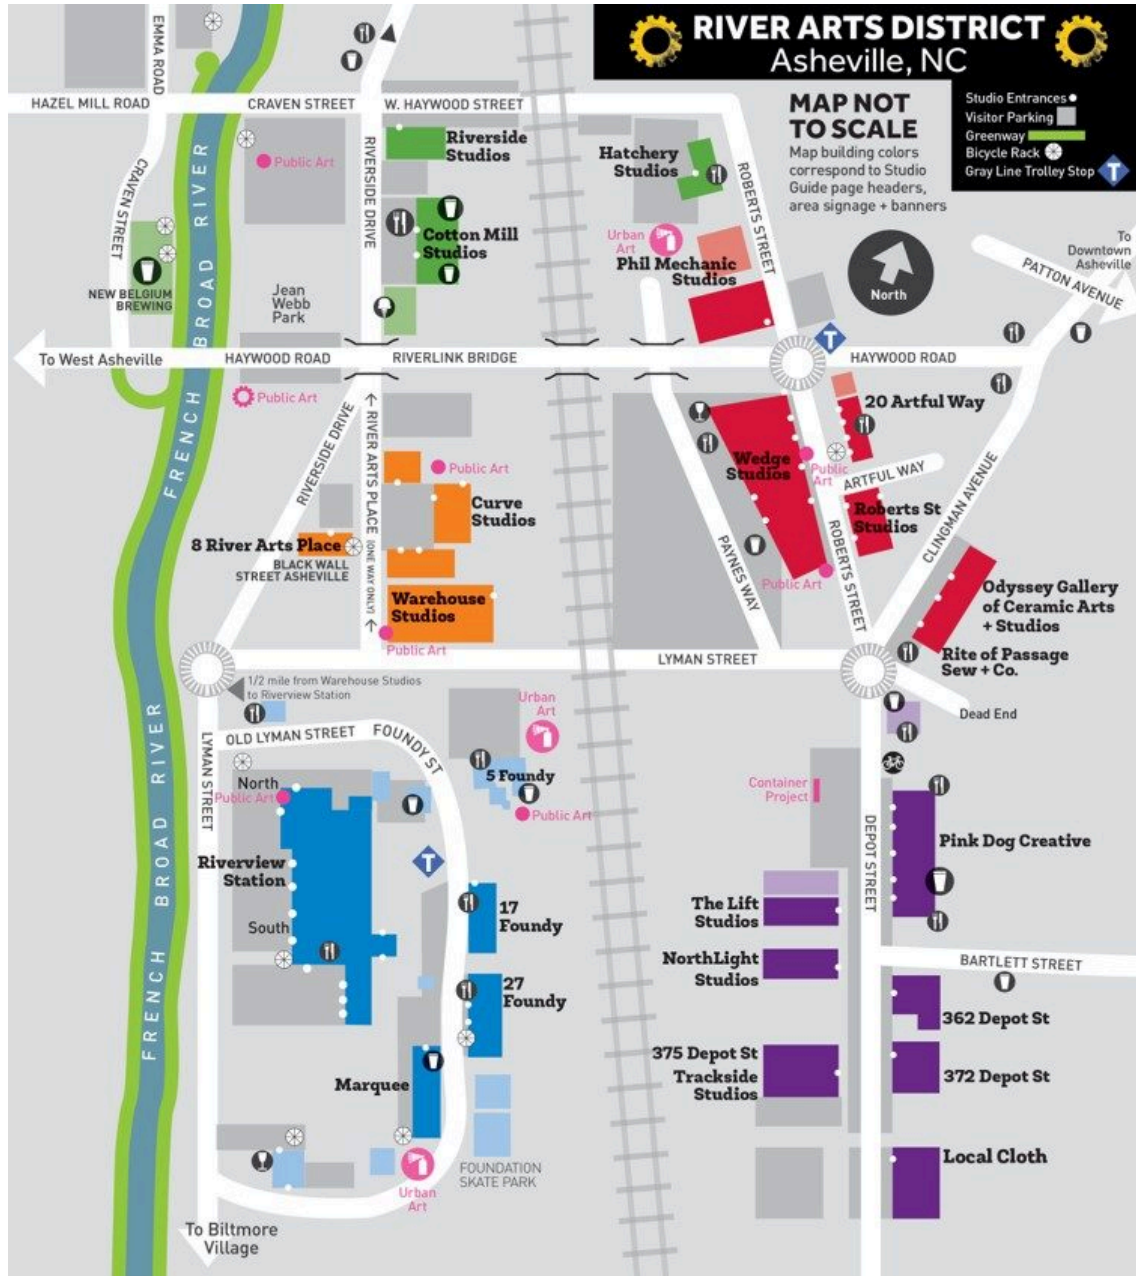 RIVER ARTS DISTRICT
Asheville, NC
MAP NOT
TO SCALE
Map building colors
correspond to Studio
Guide page headers,
area signage + banners
Studio Entrances
Visitor Parking
Greenway
Bicycle Rack
Gray Line Trolley Stop
T
EMMA ROAD
HAZEL MILL ROAD
CRAVEN STREET
W. HAYWOOD STREET
Riverside
Studios
Hatchery
Studios
Public Art
CRAVEN STREET
FRENCH BROAD RIVER
RIVERSIDE DRIVE
ROBERTS STREET
Cotton Mill
Studios
Urban
Art
Phil Mechanic
Studios
North
To
Downtown
Asheville
PATTON AVENUE
NEW BELGIUM
BREWING
Jean
Webb
Park
To West Asheville
HAYWOOD ROAD
RIVERLINK BRIDGE
T
HAYWOOD ROAD
Public Art
20 Artful Way
RIVERSIDE DRIVE
RIVER ARTS PLACE (ONE WAY ONLY)
Public Art
Wedge
Studios
Public
Art
ARTFUL WAY
Curve
Studios
Roberts St
Studios
CLINGMAN AVENUE
8 River Arts Place
BLACK WALL
STREET ASHEVILLE
PAYNES WAY
ROBERTS STREET
Public Art
Warehouse
Studios
Public Art
Odyssey Gallery
of Ceramic Arts
+ Studios
Rite of Passage
Sew + Co.
LYMAN STREET
1/2 mile from Warehouse Studios
to Riverview Station
Dead End
Urban
Art
OLD LYMAN STREET
FOUNDY ST
LYMAN STREET
FRENCH BROAD RIVER
North
Public Art
5 Foundy
Public Art
Container
Project
DEPOT STREET
Pink Dog Creative
Riverview
Station
T
South
17
Foundy
The Lift
Studios
NorthLight
Studios
BARTLETT STREET
27
Foundy
362 Depot St
375 Depot St
Trackside
Studios
372 Depot St
Marquee
Local Cloth
FOUNDATION
SKATE PARK
Urban
Art
To Biltmore
Village